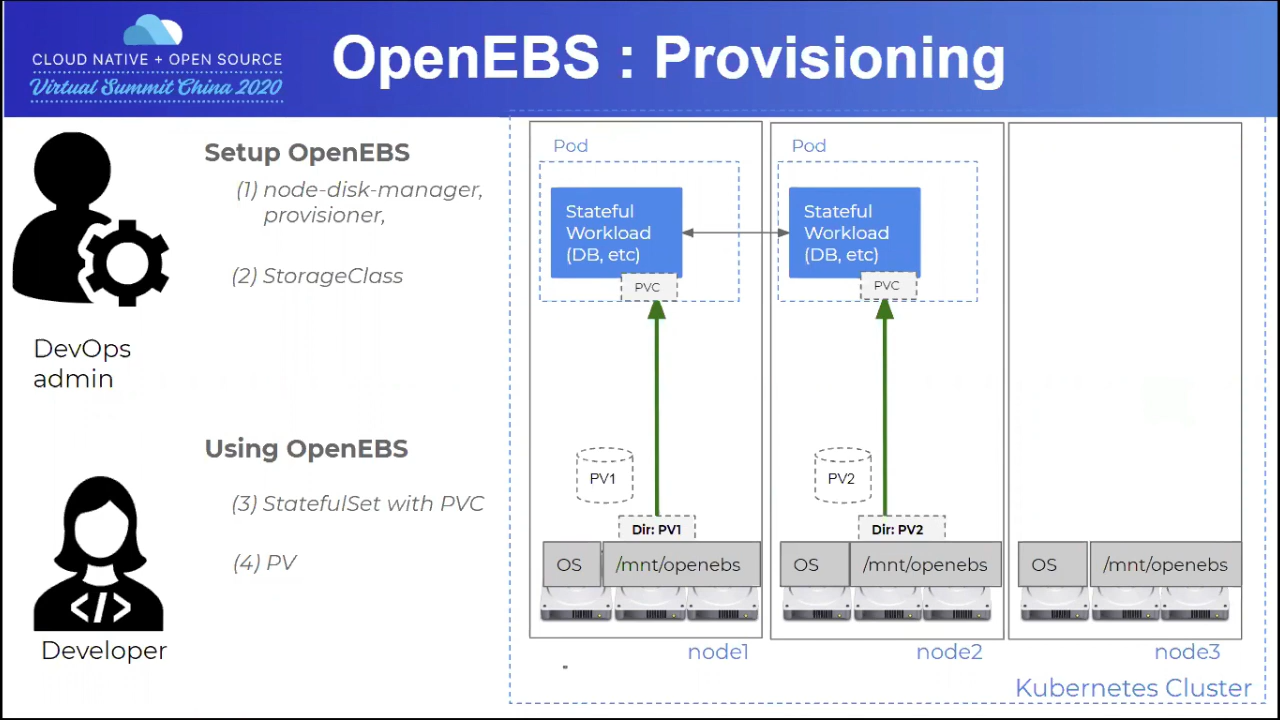 CLOUD NATIVE + OPEN SOURCE
Virtual Summit China 2020
OpenEBS : Provisioning
Setup OpenEBS
(1) node-disk-manager,
provisioner,
(2) StorageClass
DevOps
admin
Using OpenEBS
(3) StatefulSet with PVC
(4) PV
Developer
Pod
Stateful
Workload
(DB, etc)
PVC
PV1
Dir: PV1
OS
/mnt/openebs
node1
Pod
Stateful
Workload
(DB, etc)
PVC
PV2
Dir: PV2
OS
/mnt/openebs
node2
OS
/mnt/openebs
node3
Kubernetes Cluster